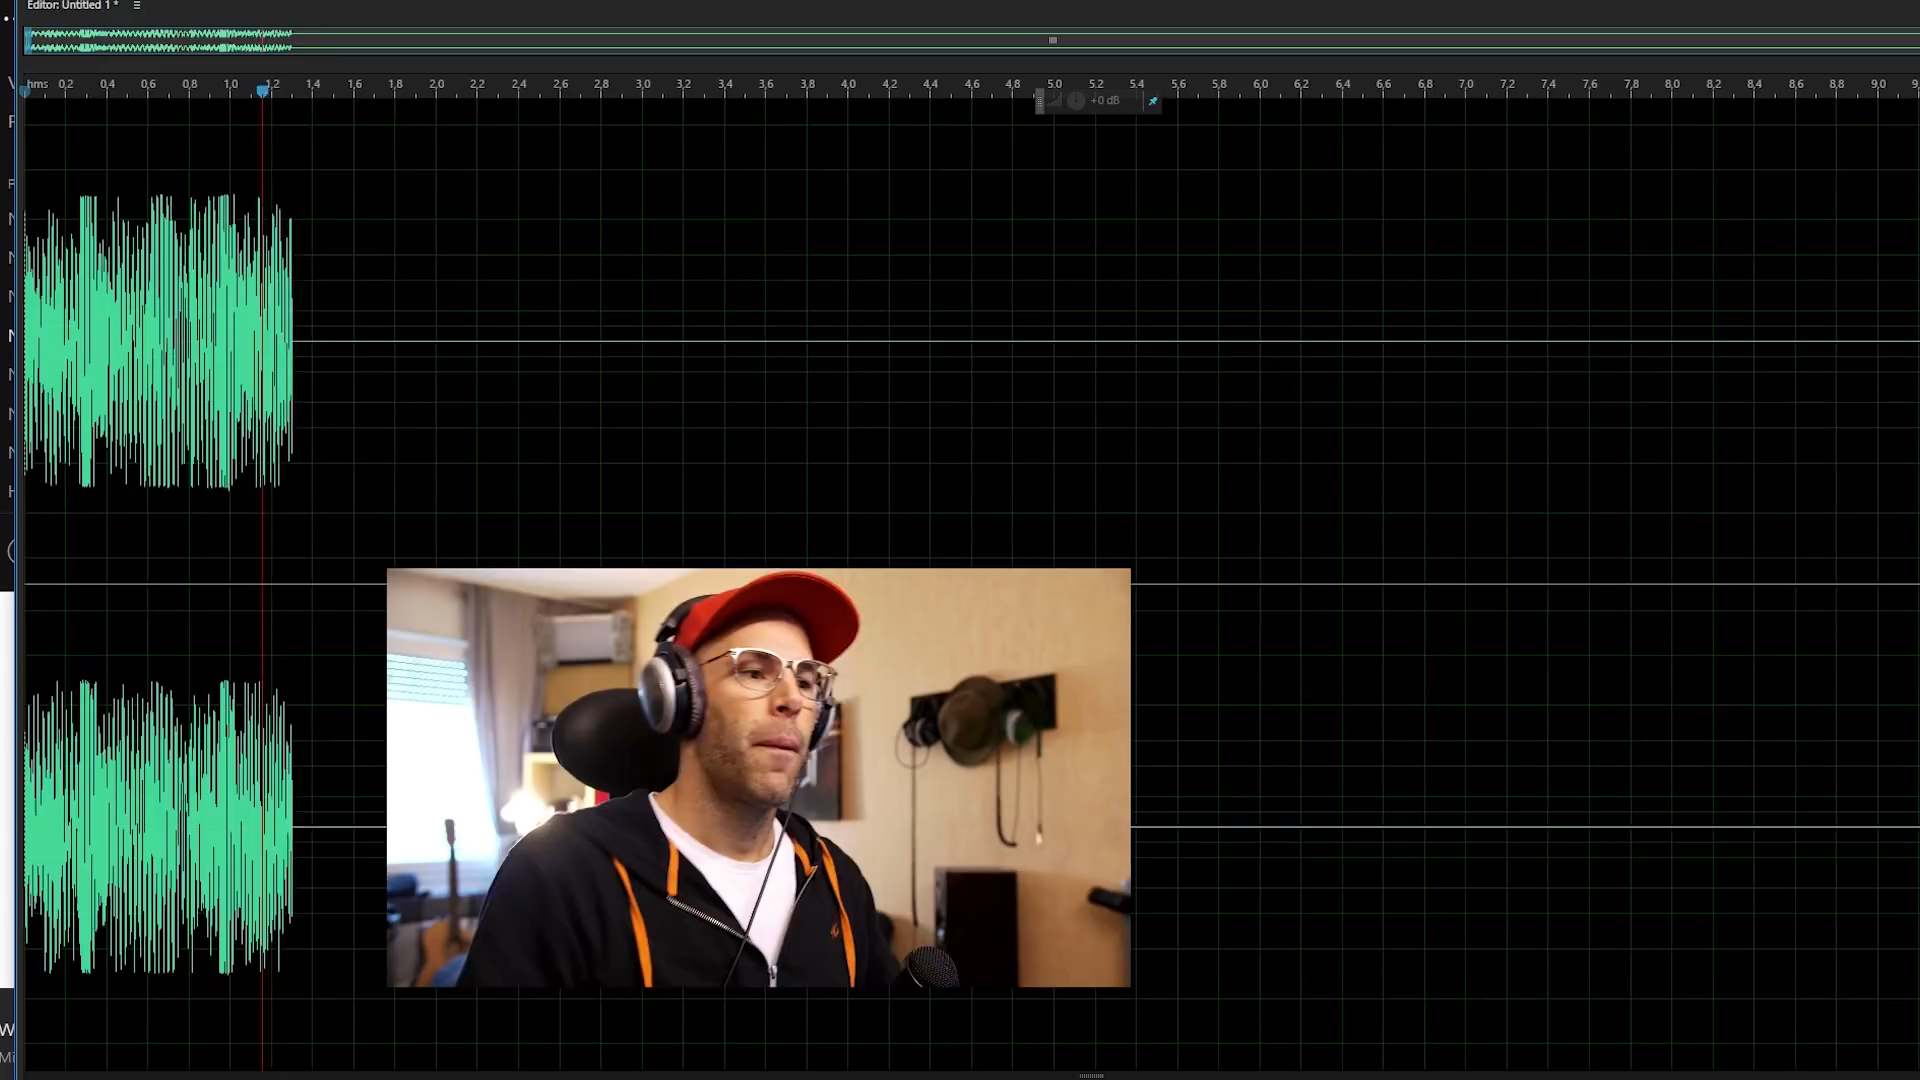 Editor: Untitled 1 *
hms 0,2 0,4 0,6 0,8 1,0 1,2 1,4 1,6 1,8 2,0 2,2 2,4 2,6 2,8 3,0 3,2 3,4 3,6 3,8 4,0 4,2 4,4 4,6 4,8 5,0 5,2 5,4 5,6 5,8 6,0 6,2 6,4 6,6 6,8 7,0 7,2 7,4 7,6 7,8 8,0 8,2 8,4 8,6 8,8 9,0
+0 dB